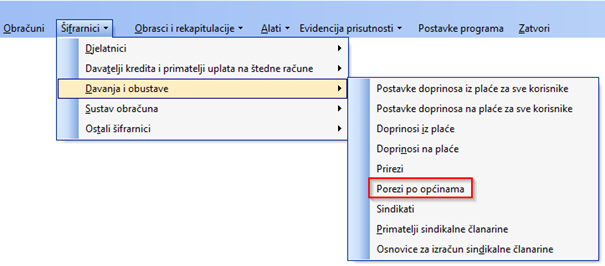 Obračuni Šifrarnici Obrasci i rekapitulacije Alati Evidencija prisutnosti Postavke programa Zatvori
Djelatnici
Davatelji kredita i primatelji uplata na štedne račune
Davanja i obustave
Sustav obračuna
Ostali šifrarnici
Postavke doprinosa iz plaće za sve korisnike
Postavke doprinosa na plaće za sve korisnike
Doprinosi iz plaće
Doprinosi na plaće
Prirezi
Porezi po općinama
Sindikati
Primatelji sindikalne članarine
Osnovice za izračun sindikalne članarine